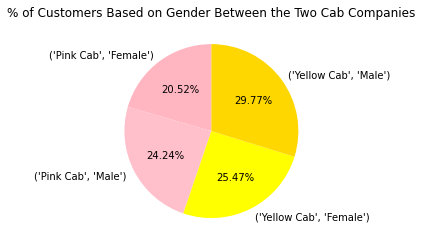 % of Customers Based on Gender Between the Two Cab Companies
('Pink Cab', 'Female')
('Yellow Cab', 'Male')
20.52%
29.77%
24.24%
25.47%
('Pink Cab', 'Male')
('Yellow Cab', 'Female')